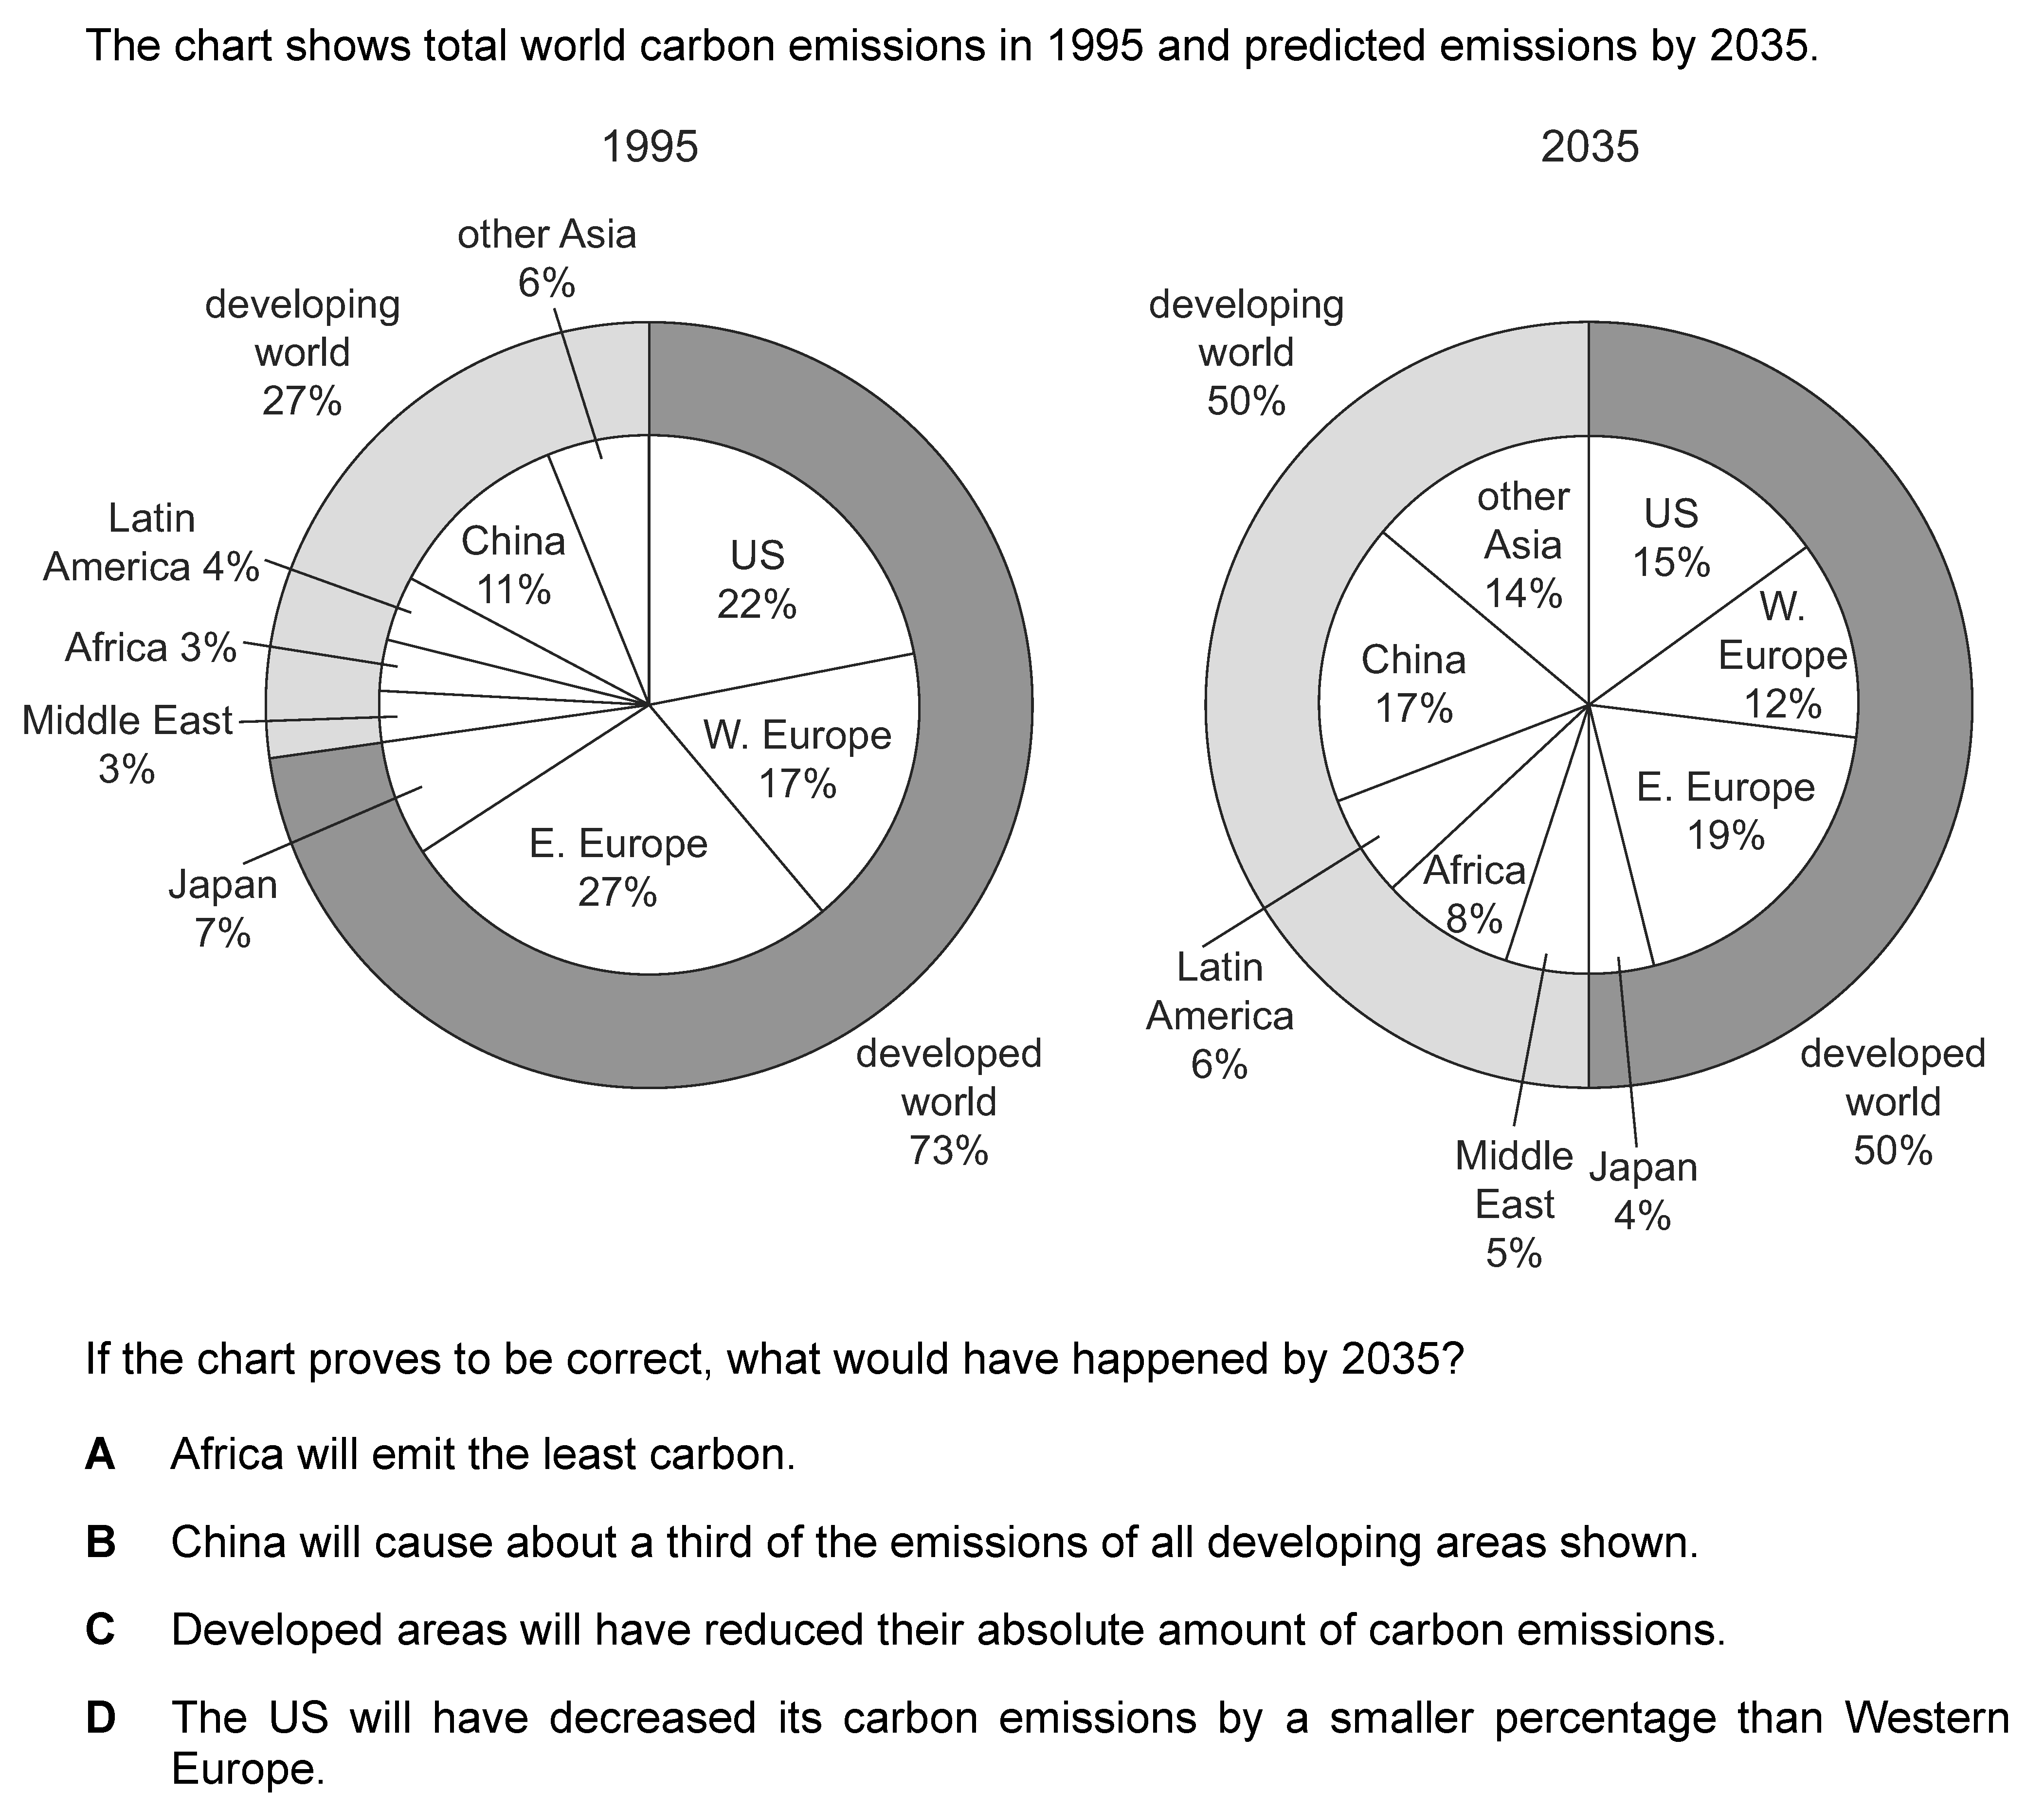 The chart shows total world carbon emissions in 1995 and predicted emissions by 2035.
1995
other Asia
6%
developing
world
27%
Latin
America 4%
Africa 3%
Middle East
3%
Japan
7%
China
11%
US
22%
W. Europe
17%
E. Europe
27%
developed
world
73%
2035
developing
world
50%
other
Asia
14%
US
15%
W.
Europe
12%
China
17%
E. Europe
19%
Africa
8%
Latin
America
6%
Middle
East
5%
Japan
4%
developed
world
50%
If the chart proves to be correct, what would have happened by 2035?
A Africa will emit the least carbon.
B China will cause about a third of the emissions of all developing areas shown.
C Developed areas will have reduced their absolute amount of carbon emissions.
D The US will have decreased its carbon emissions by a smaller percentage than Western
Europe.